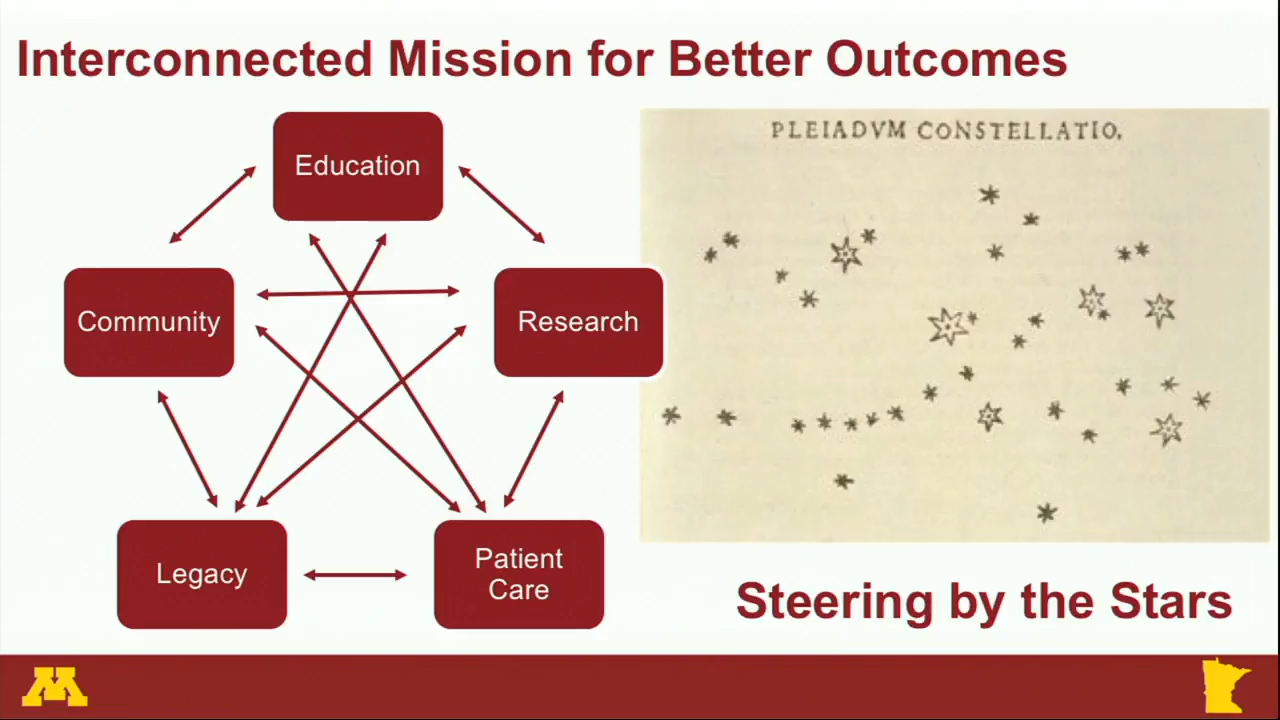 Interconnected Mission for Better Outcomes
Education
Community
Research
Legacy
Patient
Care
PLEIADVM CONSTELLATIO,
Steering by the Stars
M